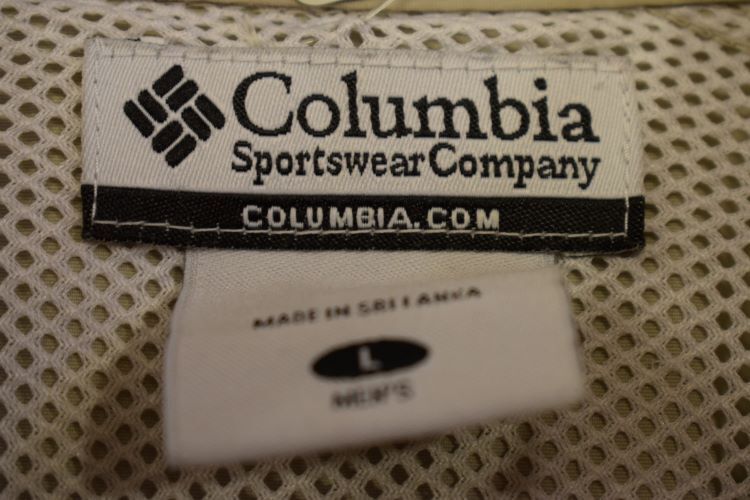 Columbia
Sportswear Company
COLUMBIA.COM
MADE IN SRI LANKA
L
MEN'S